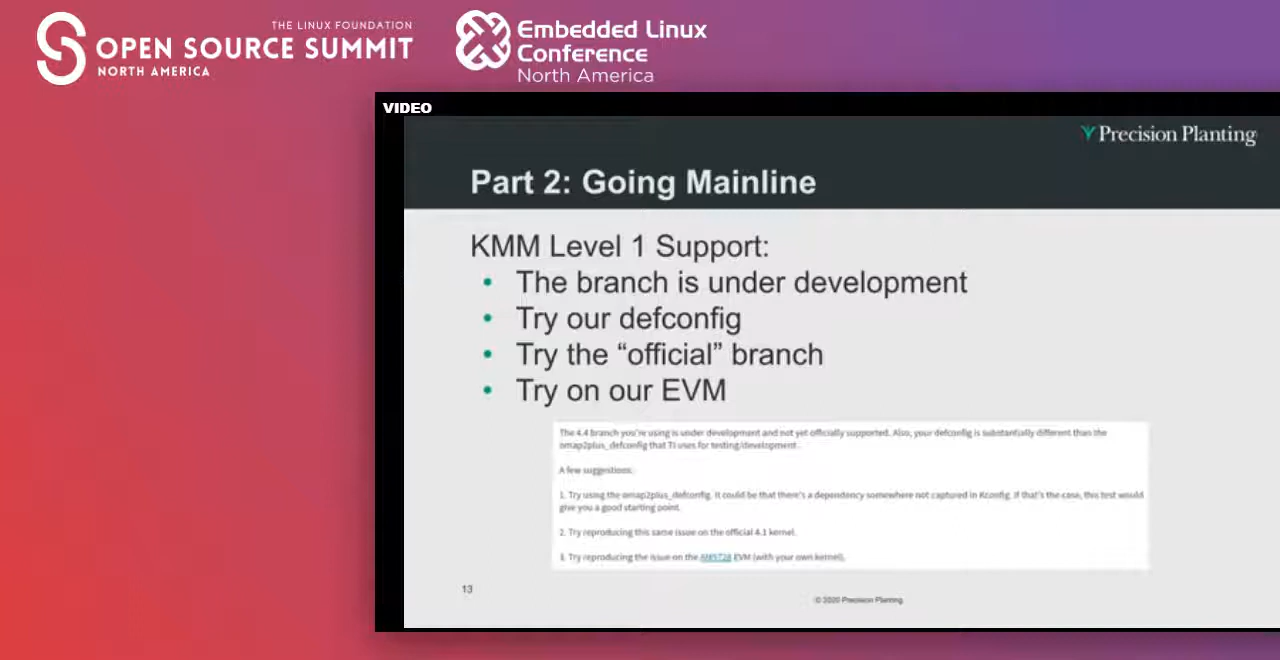 THE LINUX FOUNDATION
OPEN SOURCE SUMMIT
NORTH AMERICA
Embedded Linux
Conference
North America
VIDEO
Precision Planting
Part 2: Going Mainline
KMM Level 1 Support:
• The branch is under development
• Try our defconfig
• Try the “official” branch
• Try on our EVM
The 4.4 branch you're using is under development and not yet officially supported. Also, your defconfig is substantially different than the
omap2plus_defconfig that TI uses for testing/development.
A few suggestions:
1. Try using the omap2plus_defconfig. It could be that there's a dependency somewhere not captured in Kconfig. If that's the case, this test would
give you a good starting point.
2. Try reproducing this same issue on the official 4.1 kernel.
3. Try reproducing the issue on the AM5728 EVM (with your own kernel).
13
© 2020 Precision Planting